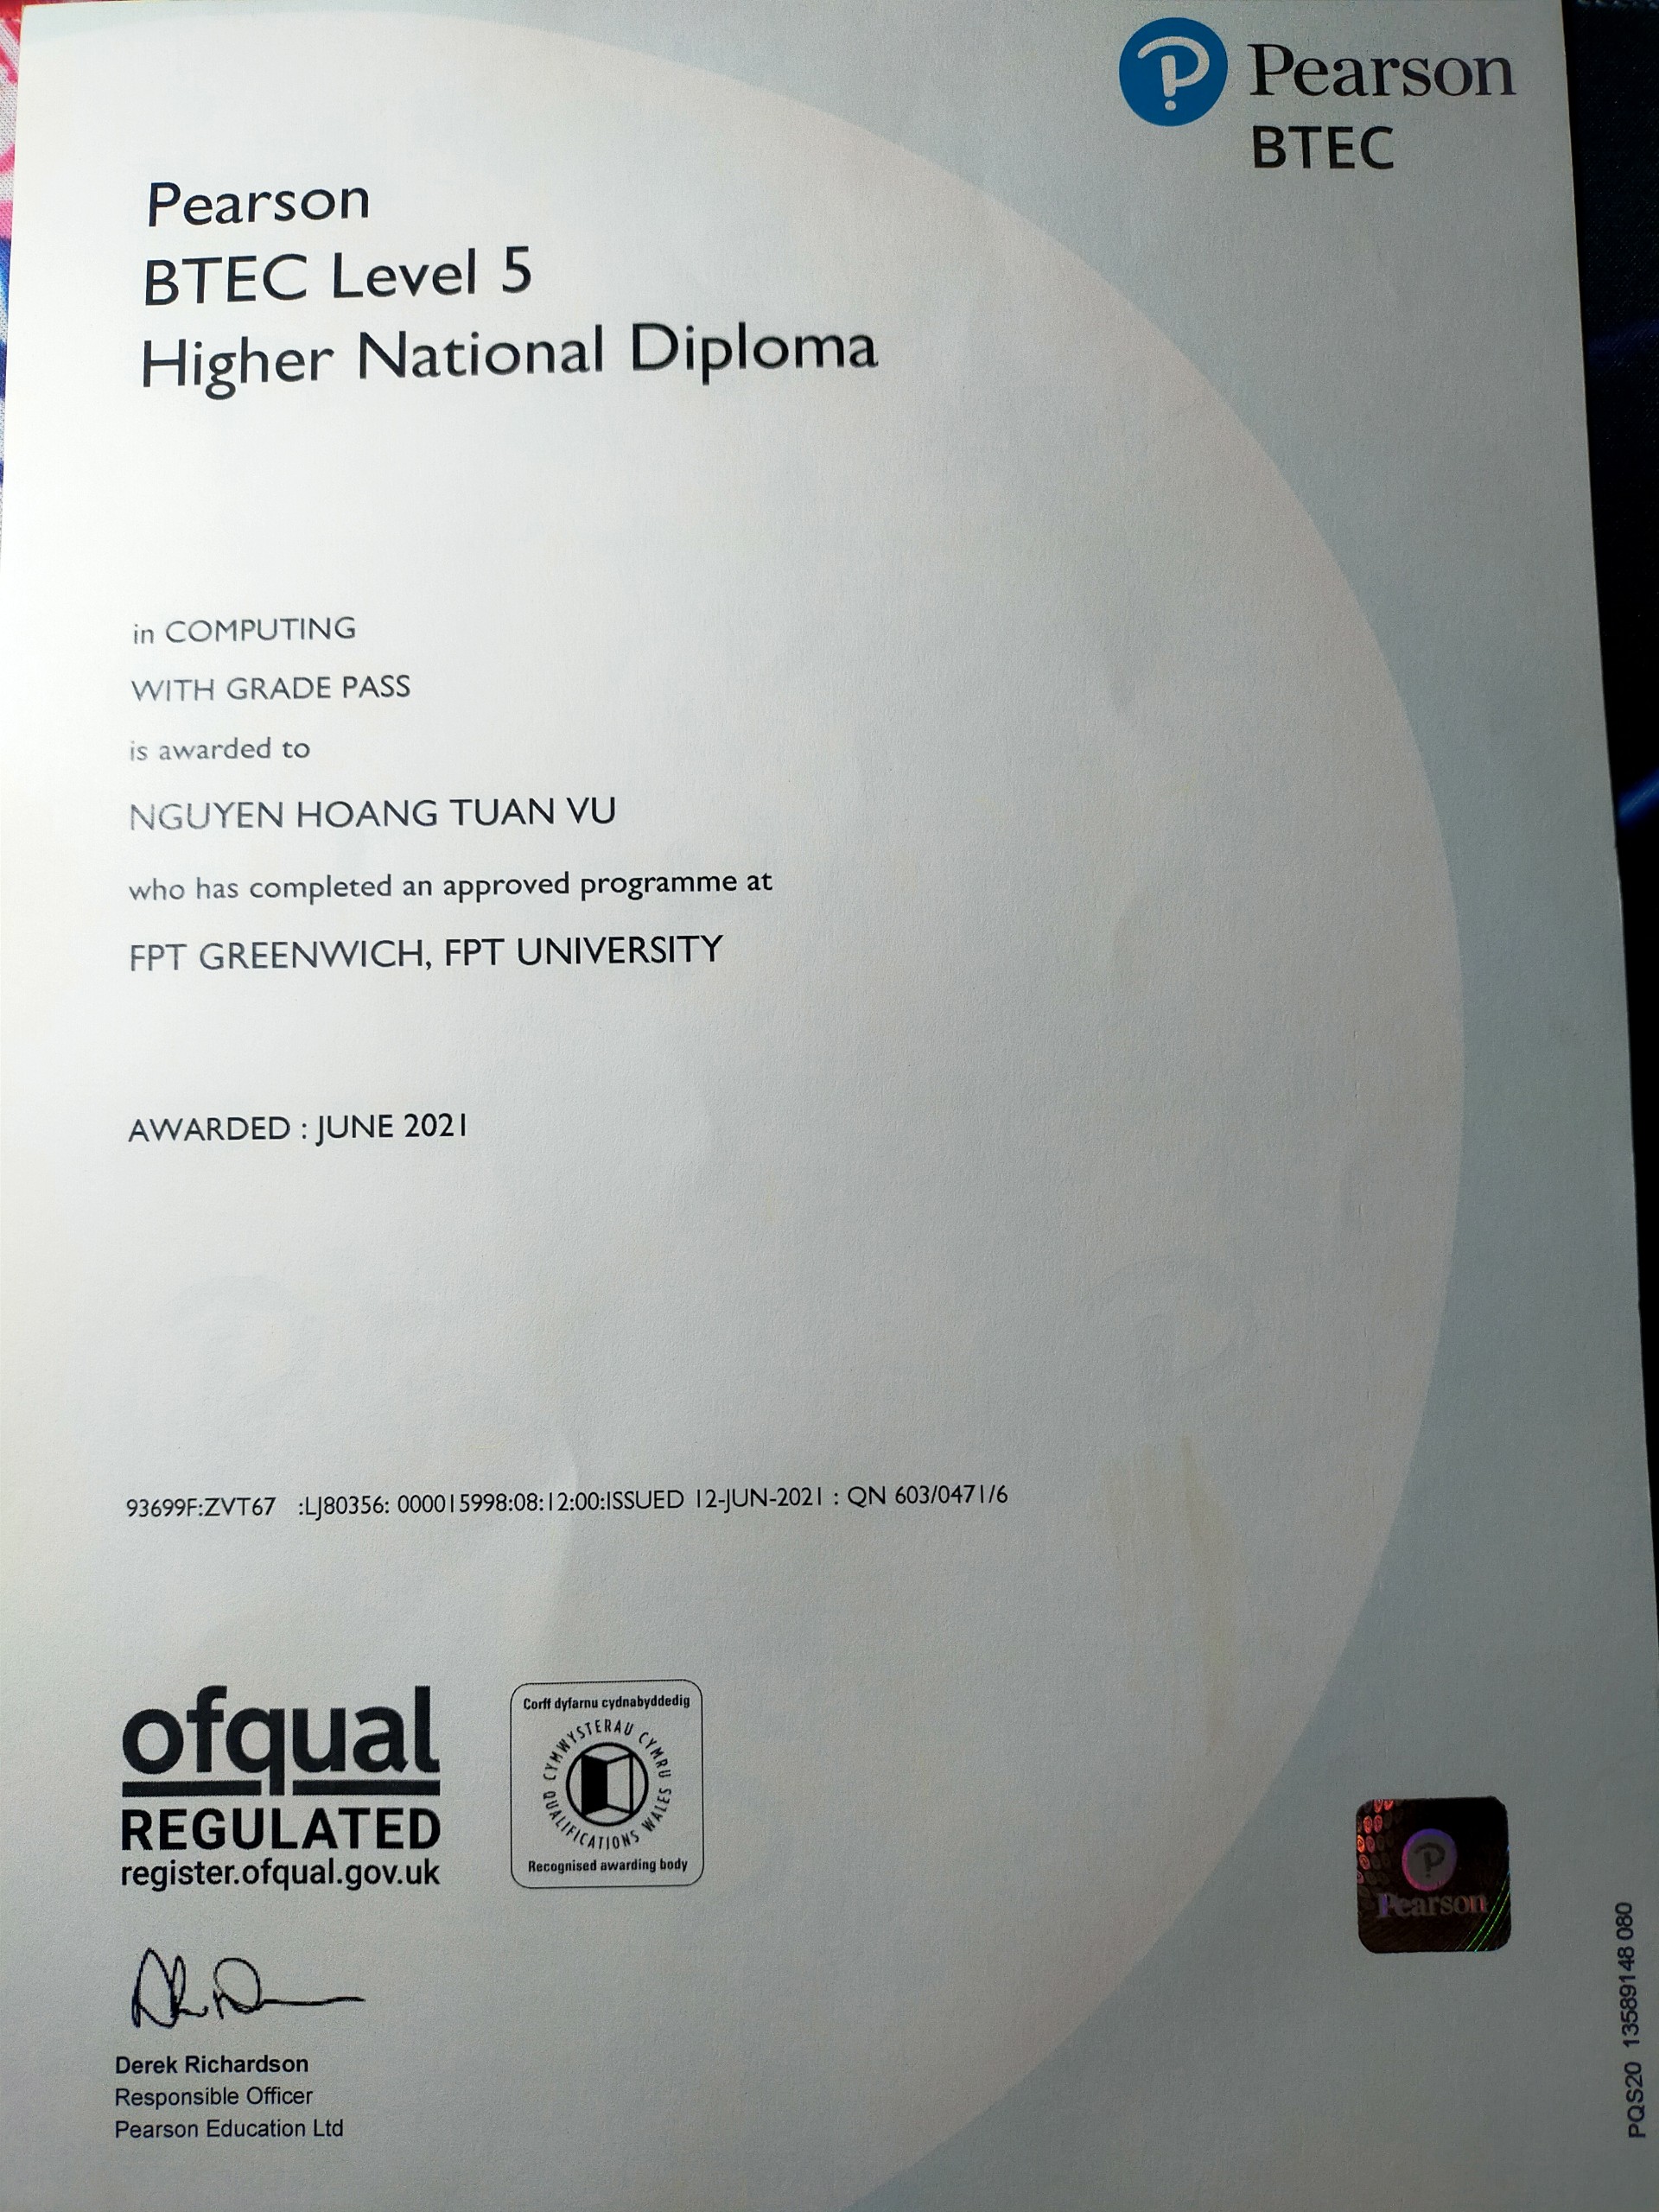 Pearson
BTEC
Pearson
BTEC Level 5
Higher National Diploma
in COMPUTING
WITH GRADE PASS
is awarded to
NGUYEN HOANG TUAN VU
who has completed an approved programme at
FPT GREENWICH, FPT UNIVERSITY
AWARDED : JUNE 2021
93699F:ZVT67 :LJ80356: 000015998:08:12:00:ISSUED 12-JUN-2021 : QN 603/0471/6
ofqual
REGULATED
register.ofqual.gov.uk
Corff dyfarnu cydnabyddedig
CYMWYSTERAU CYMRU
QUALIFICATIONS WALES
Recognised awarding body
Pearson
Derek Richardson
Responsible Officer
Pearson Education Ltd
PQS20 13589148 080